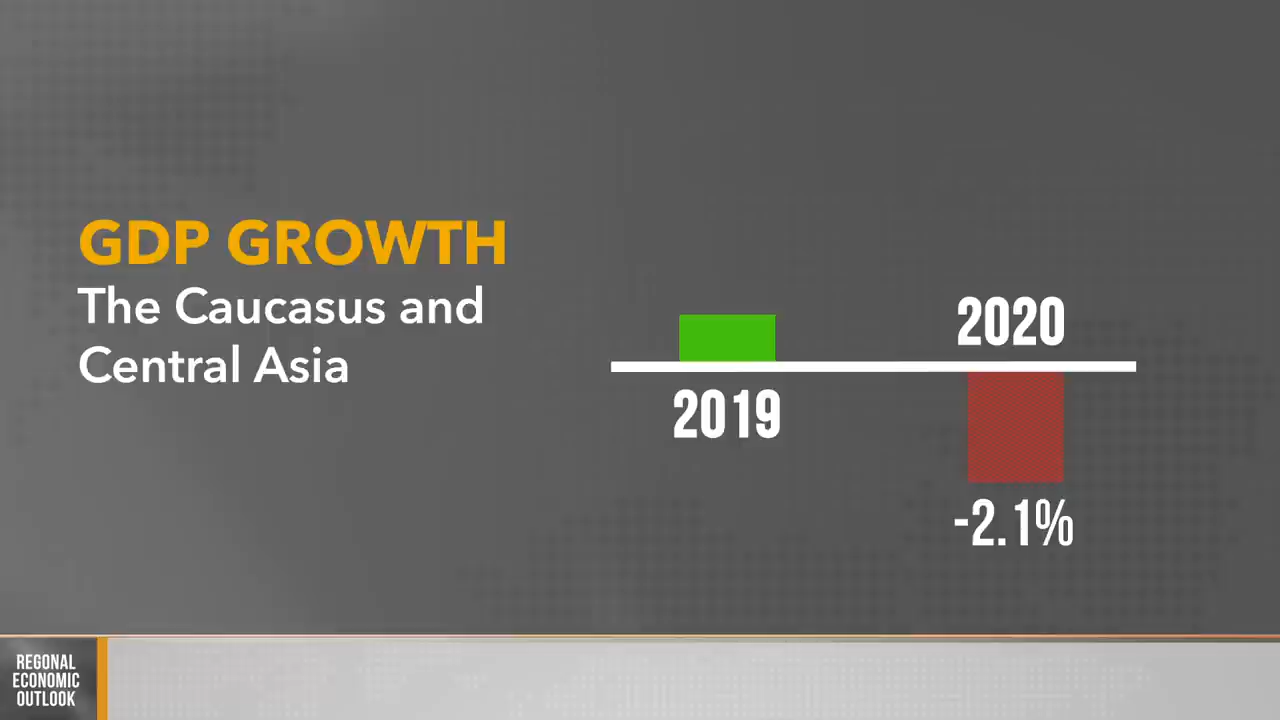 GDP GROWTH
The Caucasus and
Central Asia
2020
2019
-2.1%
REGONAL
ECONOMIC
OUTLOOK